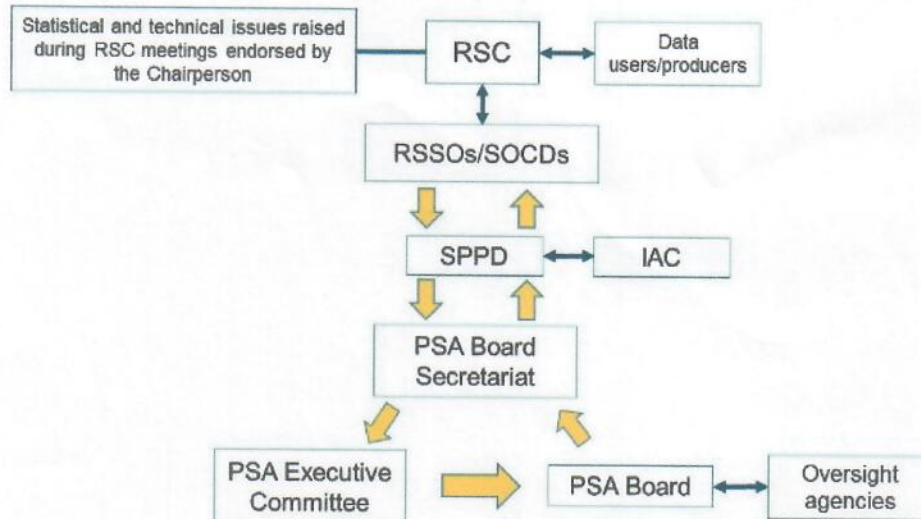 Statistical and technical issues raised
during RSC meetings endorsed by
the Chairperson
RSC
Data
users/producers
RSSOs/SOCDs
SPPD
IAC
PSA Board
Secretariat
PSA Executive
Committee
PSA Board
Oversight
agencies